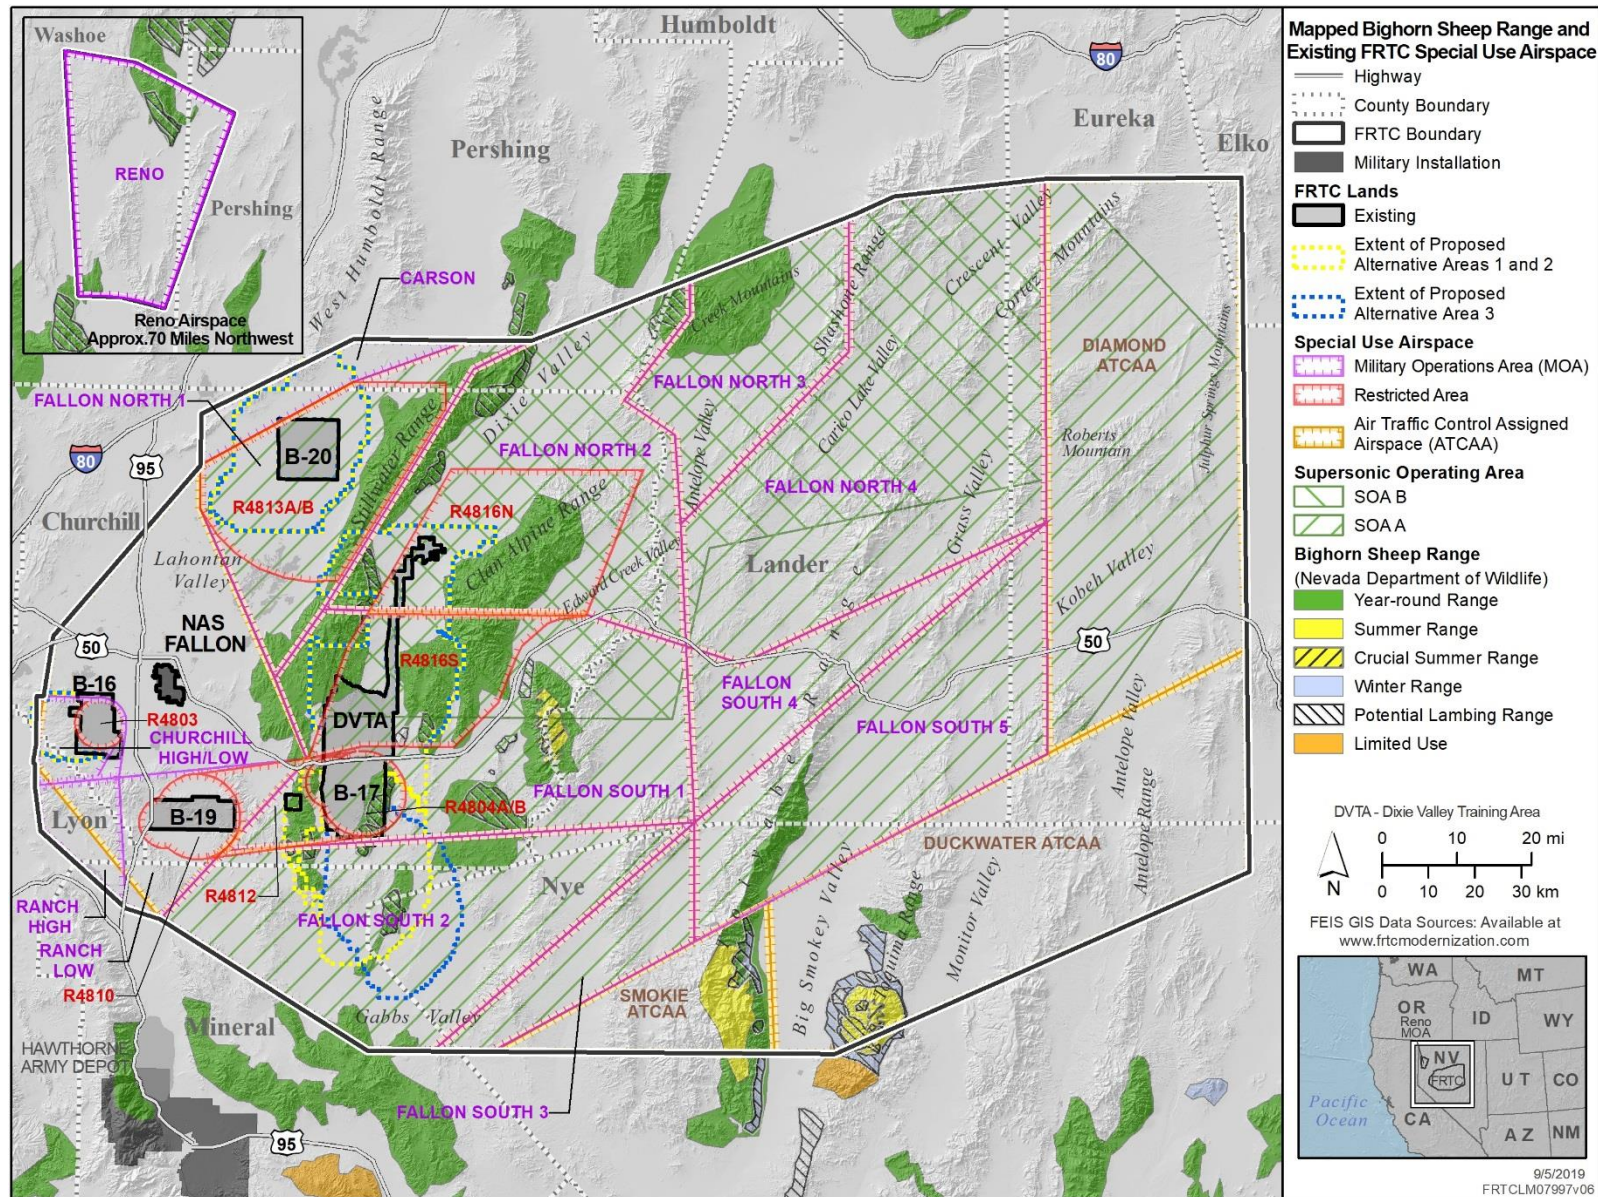 Washoe
RENO
Pershing
Reno Airspace
Approx.70 Miles Northwest
Humboldt
80
Eureka
Elko
Pershing
West Humboldt Range
CARSON
FALLON NORTH 1
80
95
B-20
R4813A/B
Churchill
Lahontan
Valley
Stillwater Range
Dixie Valley
FALLON NORTH 2
R4816N
Clan Alpine Range
Edward Creek Valley
Creek Mountains
FALLON NORTH 3
Antelope Valley
Shoshone Range
Carico Lake Valley
Crescent Valley
Cortez Mountains
DIAMOND
ATCAA
Sulphur Springs Mountains
Roberts
Mountain
FALLON NORTH 4
Grass Valley
Lander
Kobeh Valley
50
NAS
FALLON
50
B-16
R4803
CHURCHILL
HIGH/LOW
R4816S
DVTA
FALLON
SOUTH 4
FALLON SOUTH 5
Toiyabe Range
Antelope Valley
Antelope Range
B-17
R4804A/B
FALLON SOUTH 1
Lyon
B-19
DUCKWATER ATCAA
Nye
R4812
FALLON SOUTH 2
RANCH
HIGH
RANCH
LOW
R4810
Big Smokey Valley
Toquima Range
Monitor Valley
SMOKIE
ATCAA
Gabbs Valley
Mineral
HAWTHORNE
ARMY DEPOT
FALLON SOUTH 3
95
Mapped Bighorn Sheep Range and
Existing FRTC Special Use Airspace
Highway
County Boundary
FRTC Boundary
Military Installation
FRTC Lands
Existing
Extent of Proposed
Alternative Areas 1 and 2
Extent of Proposed
Alternative Area 3
Special Use Airspace
Military Operations Area (MOA)
Restricted Area
Air Traffic Control Assigned
Airspace (ATCAA)
Supersonic Operating Area
SOA B
SOA A
Bighorn Sheep Range
(Nevada Department of Wildlife)
Year-round Range
Summer Range
Crucial Summer Range
Winter Range
Potential Lambing Range
Limited Use
DVTA - Dixie Valley Training Area
0 10 20 mi
0 10 20 30 km
N
FEIS GIS Data Sources: Available at
www.frtcmodernization.com
WA
MT
OR
Reno
MOA
ID
WY
NV
FRTC
UT
CO
Pacific
Ocean
CA
AZ
NM
9/5/2019
FRTCLM07997v06